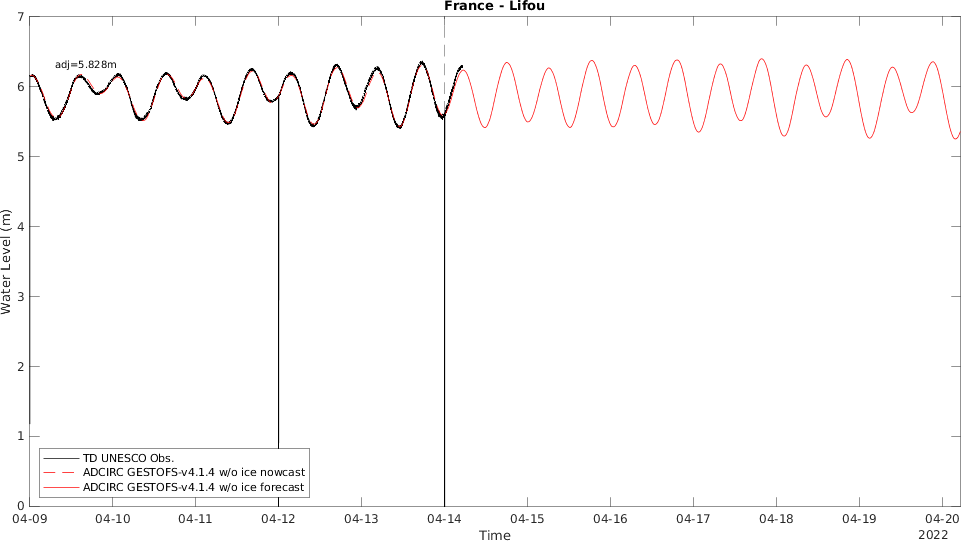 France - Lifou
adj=5.828m
7
6
5
4
3
2
1
0
Water Level (m)
TD UNESCO Obs.
ADCIRC GESTOFS-v4.1.4 w/o ice nowcast
ADCIRC GESTOFS-v4.1.4 w/o ice forecast
04-09 04-10 04-11 04-12 04-13 04-14 04-15 04-16 04-17 04-18 04-19 04-20
Time
2022